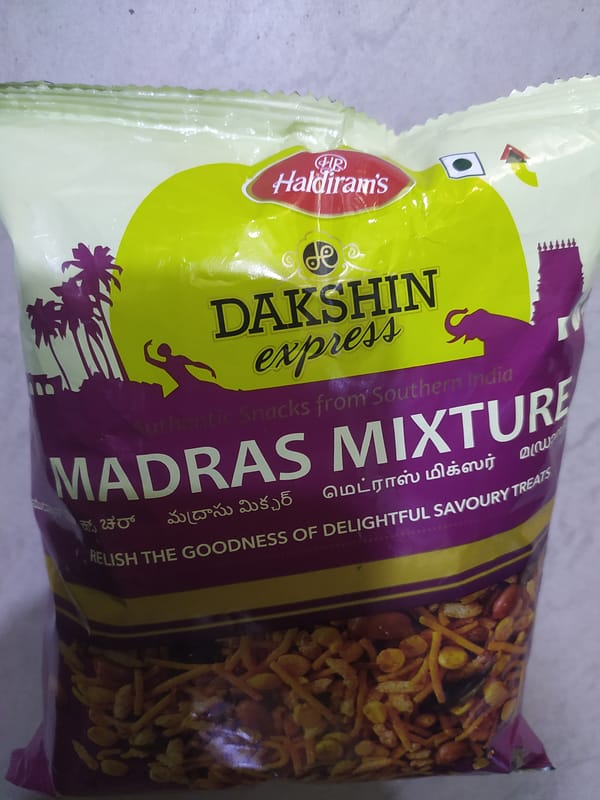 HR
Haldiram's
DAKSHIN
express
Authentic Snacks from Southern India
MADRAS MIXTURE
ಚರ್ మద్రాసు మిక్చర్ மெட்ராஸ் மிக்ஸர்
RELISH THE GOODNESS OF DELIGHTFUL SAVOURY TREATS